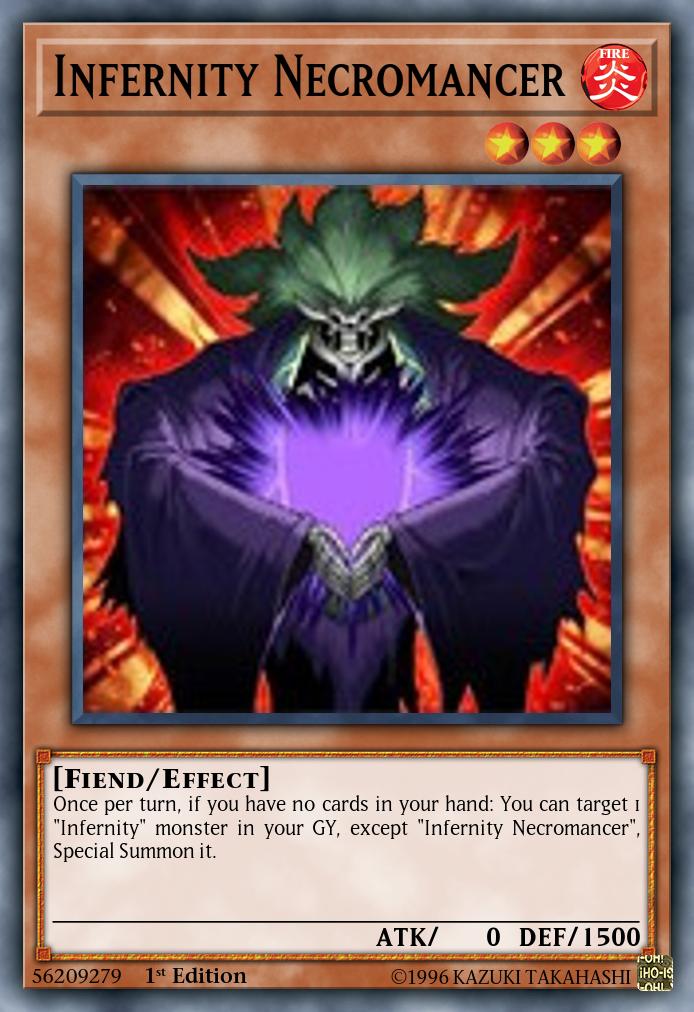 INFERNITY NECROMANCER
FIRE
炎
[FIEND/EFFECT]
Once per turn, if you have no cards in your hand: You can target 1
"Infernity" monster in your GY, except "Infernity Necromancer",
Special Summon it.
ATK/ 0 DEF/1500
56209279 1st Edition ©1996 KAZUKI TAKAHASHI